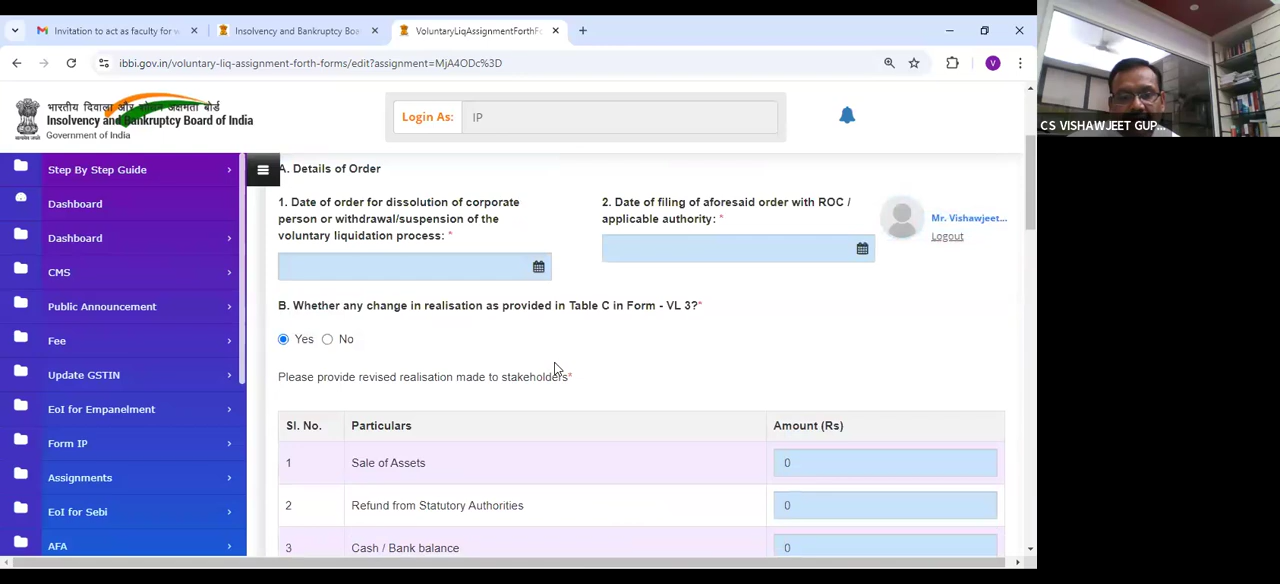 Invitation to act as faculty for w
Insolvency and Bankruptcy Boa
VoluntaryLiqAssignmentForthF
ibbi.gov.in/voluntary-liq-assignment-forth-forms/edit?assignment=MjA4ODc%3D
V
भारतीय दिवाला और शोधन अक्षमता बोर्ड
Insolvency and Bankruptcy Board of India
Government of India
Login As: IP
CS VISHAWJEET GUP...
Step By Step Guide
Dashboard
Dashboard
CMS
Public Announcement
Fee
Update GSTIN
EoI for Empanelment
Form IP
Assignments
EoI for Sebi
AFA
A. Details of Order
1. Date of order for dissolution of corporate
person or withdrawal/suspension of the
voluntary liquidation process: *
2. Date of filing of aforesaid order with ROC /
applicable authority: *
Mr. Vishawjeet...
Logout
B. Whether any change in realisation as provided in Table C in Form - VL 3?*
Yes No
Please provide revised realisation made to stakeholders*
Sl. No. Particulars Amount (Rs)
1 Sale of Assets 0
2 Refund from Statutory Authorities 0
3 Cash / Bank balance 0